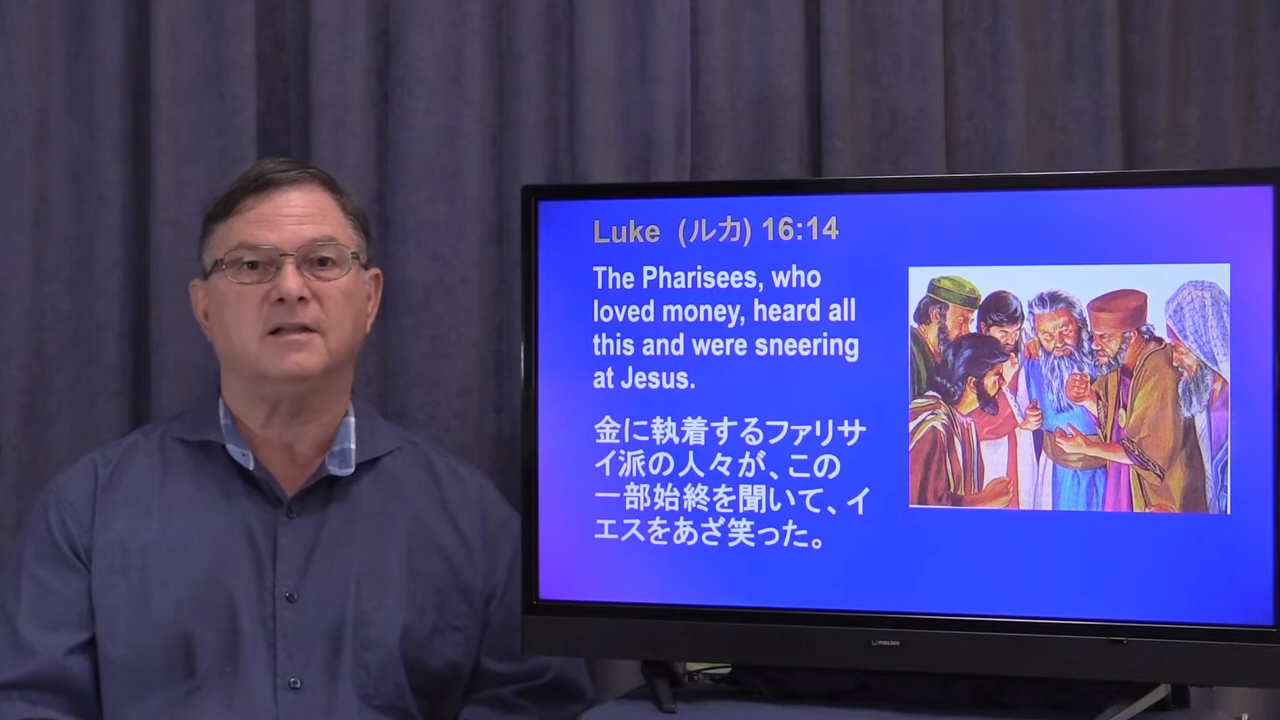 Luke (ルカ) 16:14
The Pharisees, who
loved money, heard all
this and were sneering
at Jesus.
金に執着するファリサ
イ派の人々が、この
一部始終を聞いて、イ
エスをあざ笑った。
maxzen